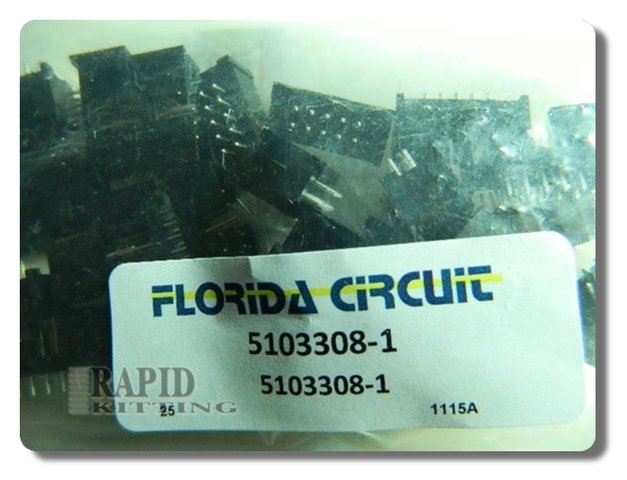 FLORIDA CIRCUIT
5103308-1
5103308-1
RAPID
KITTING
25 1115A